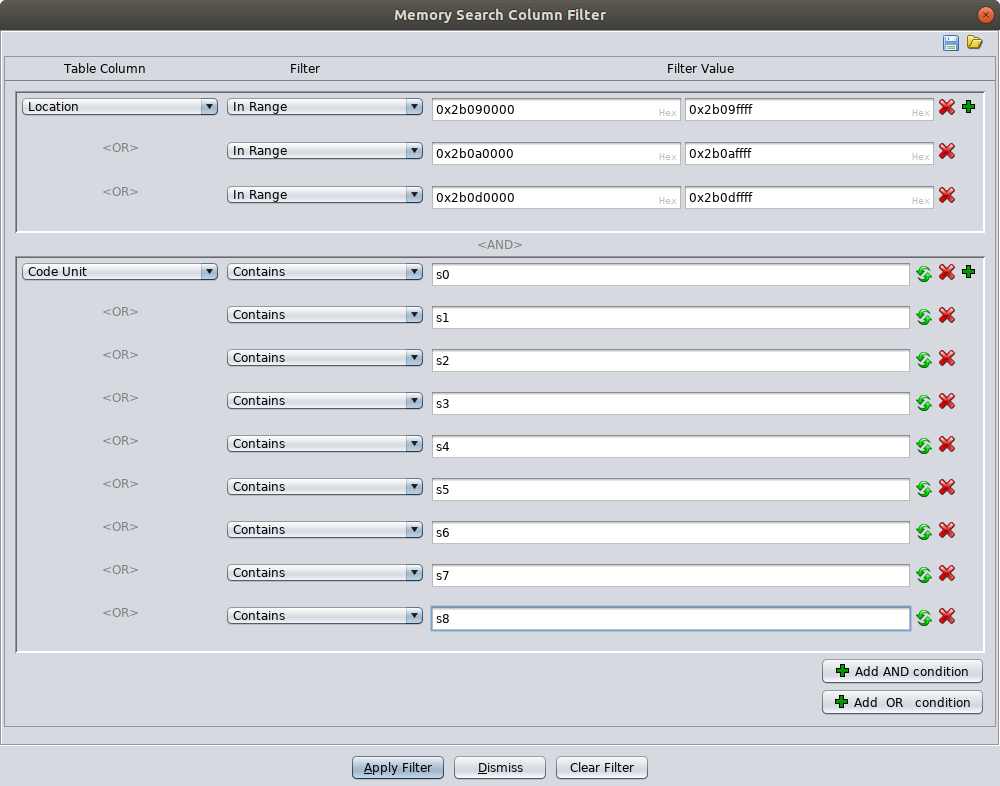 Memory Search Column Filter
Table Column Filter Filter Value
Location In Range 0x2b090000 Hex 0x2b09ffff Hex
<OR> In Range 0x2b0a0000 Hex 0x2b0affff Hex
<OR> In Range 0x2b0d0000 Hex 0x2b0dffff Hex
<AND>
Code Unit Contains s0
<OR> Contains s1
<OR> Contains s2
<OR> Contains s3
<OR> Contains s4
<OR> Contains s5
<OR> Contains s6
<OR> Contains s7
<OR> Contains s8
Add AND condition
Add OR condition
Apply Filter Dismiss Clear Filter